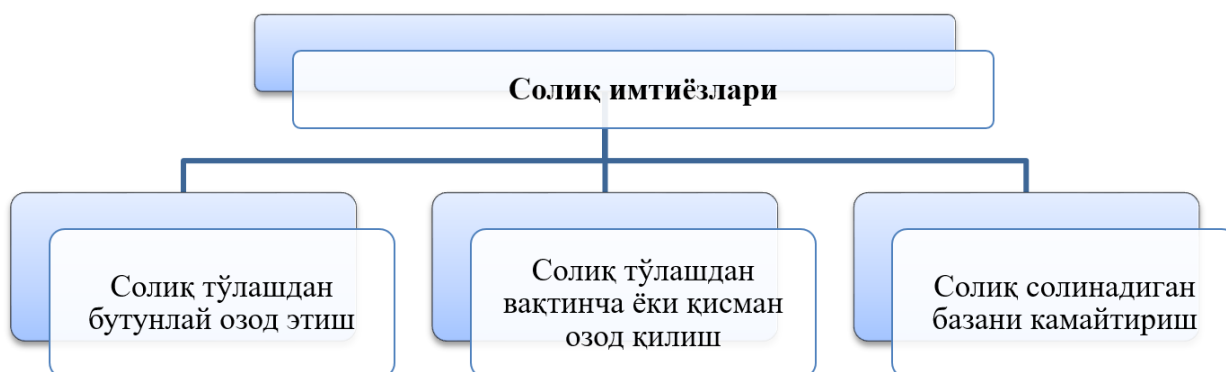 Солиқ имтиёзлари
Солиқ тўлашдан
бутунлай озод этиш
Солиқ тўлашдан
вақтинча ёки қисман
озод қилиш
Солиқ солинадиган
базани камайтириш